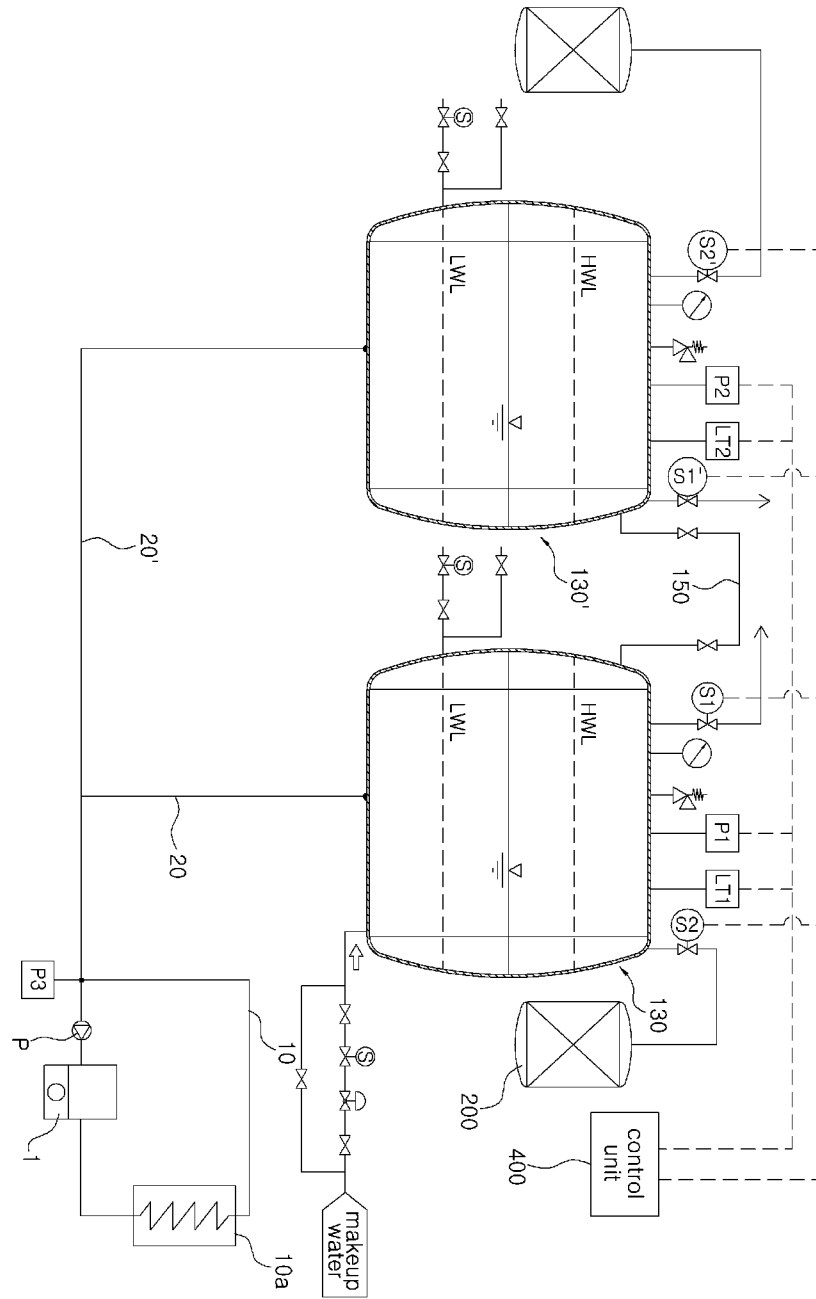 S2'
P2
LT2
S1'
150
S1
P1
LT1
S2
control
unit
400
HWL
LWL
S
130'
HWL
LWL
S
130
200
20'
20
10
S
makeup
water
P3
P
1
10a